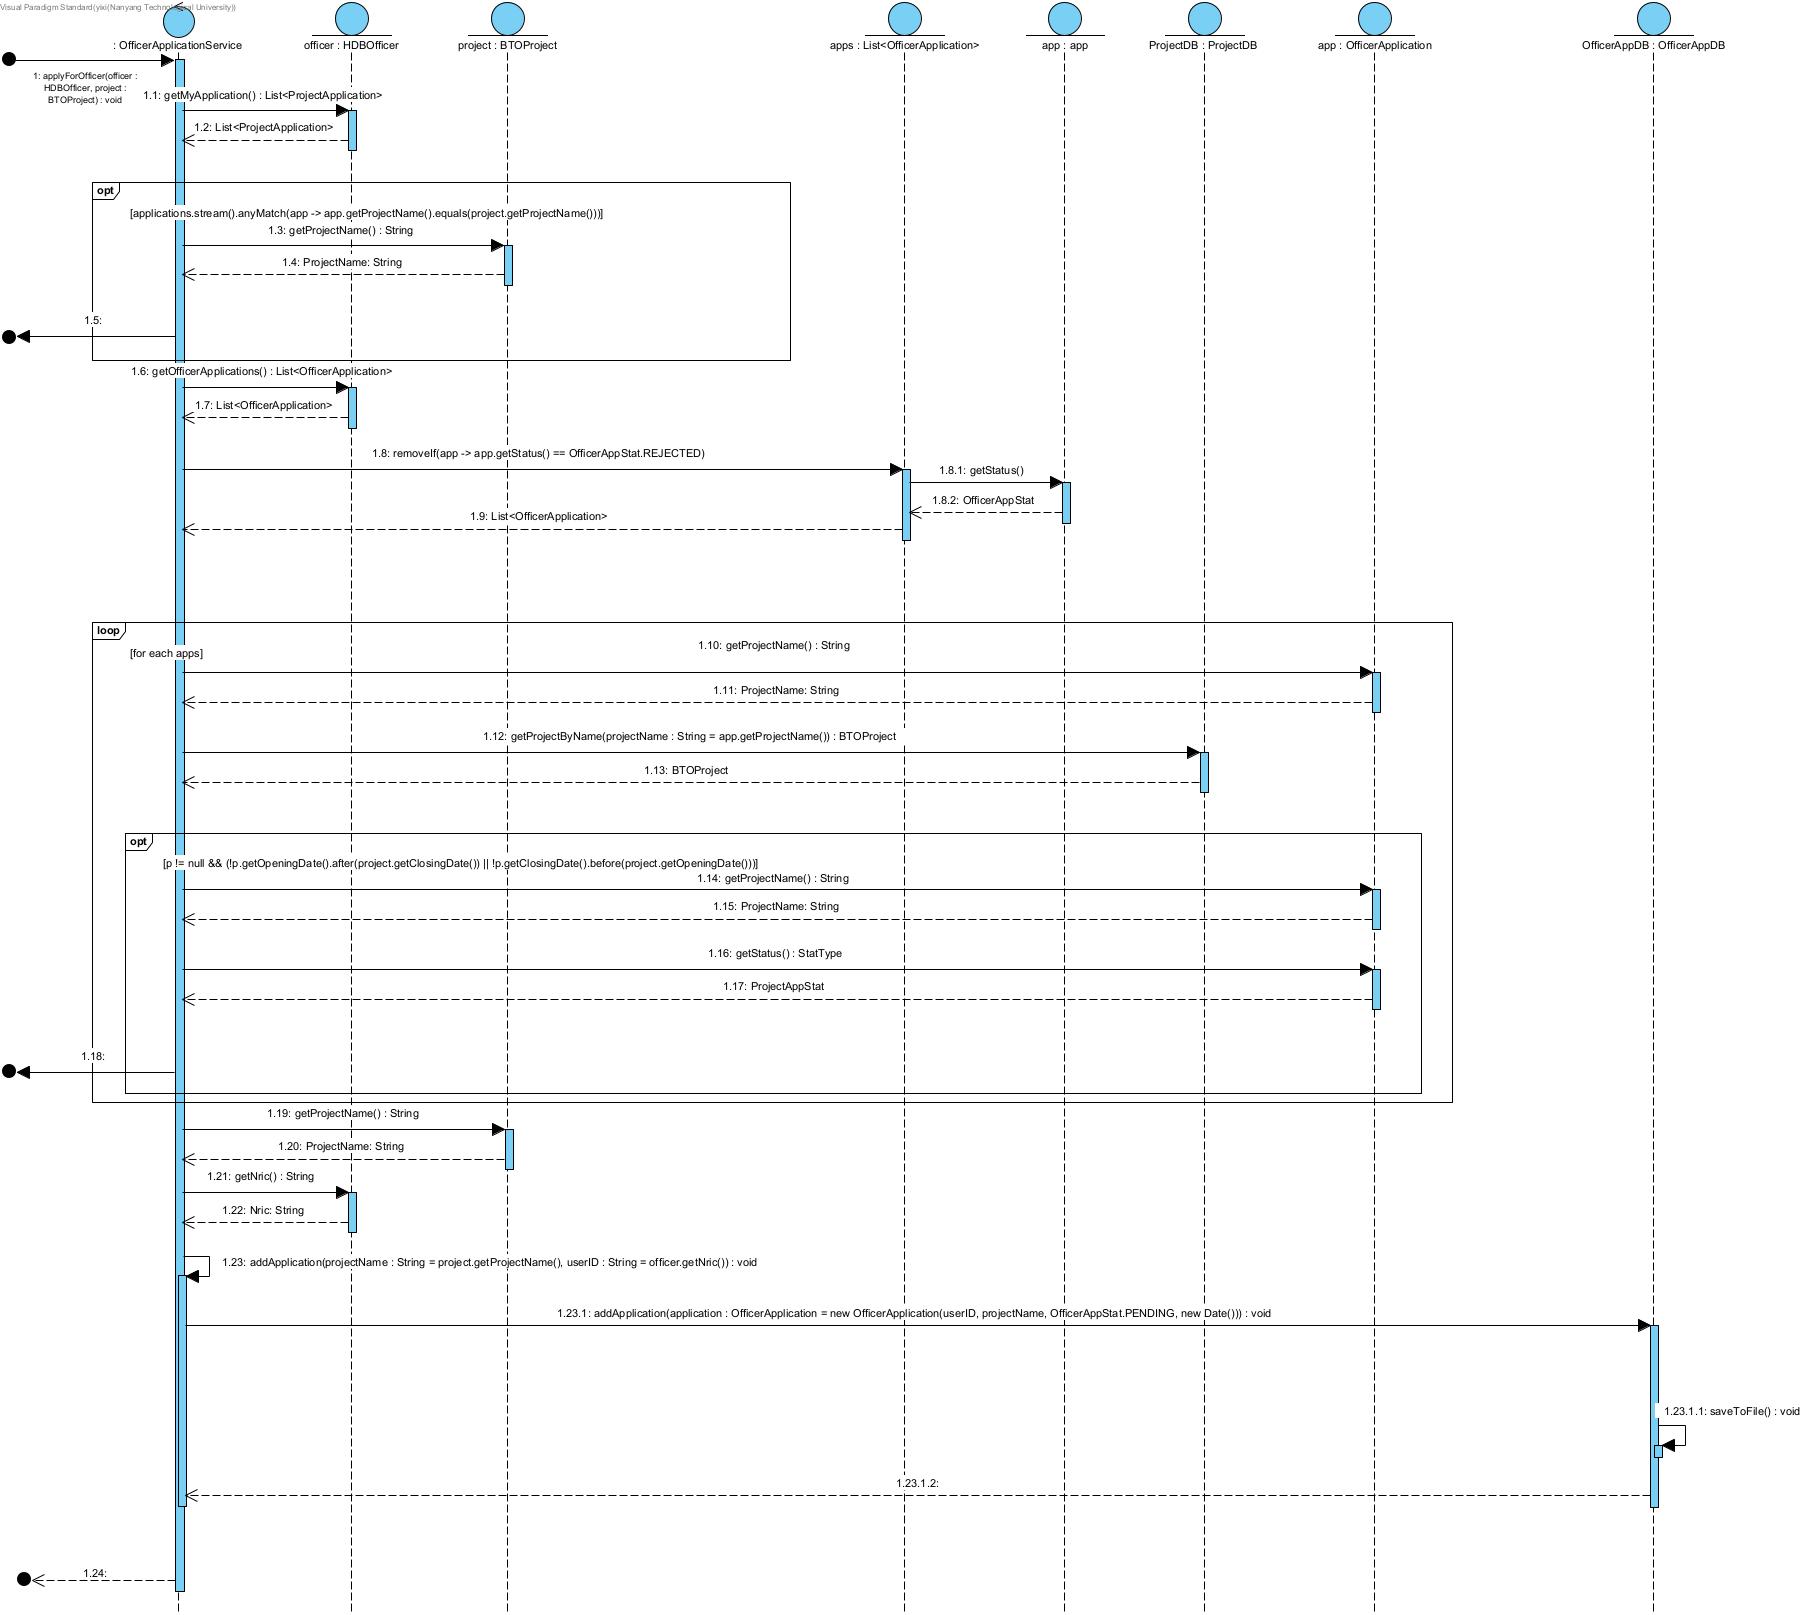 Visual Paradigm Standard(yixi(Nanyang Technological University))
: OfficerApplicationService
officer : HDBOfficer
project : BTOProject
apps : List<OfficerApplication>
app : app
ProjectDB : ProjectDB
app : OfficerApplication
OfficerAppDB : OfficerAppDB
1: applyForOfficer(officer :
HDBOfficer, project :
BTOProject) : void
1.1: getMyApplication() : List<ProjectApplication>
1.2: List<ProjectApplication>
opt
[applications.stream().anyMatch(app -> app.getProjectName().equals(project.getProjectName()))]
1.3: getProjectName() : String
1.4: ProjectName: String
1.5:
1.6: getOfficerApplications() : List<OfficerApplication>
1.7: List<OfficerApplication>
1.8: removeIf(app -> app.getStatus() == OfficerAppStat.REJECTED)
1.8.1: getStatus()
1.8.2: OfficerAppStat
1.9: List<OfficerApplication>
loop
[for each apps]
1.10: getProjectName() : String
1.11: ProjectName: String
1.12: getProjectByName(projectName : String = app.getProjectName()) : BTOProject
1.13: BTOProject
opt
[p != null && (!p.getOpeningDate().after(project.getClosingDate()) || !p.getClosingDate().before(project.getOpeningDate()))]
1.14: getProjectName() : String
1.15: ProjectName: String
1.16: getStatus() : StatType
1.17: ProjectAppStat
1.18:
1.19: getProjectName() : String
1.20: ProjectName: String
1.21: getNric() : String
1.22: Nric: String
1.23: addApplication(projectName : String = project.getProjectName(), userID : String = officer.getNric()) : void
1.23.1: addApplication(application : OfficerApplication = new OfficerApplication(userID, projectName, OfficerAppStat.PENDING, new Date())) : void
1.23.1.1: saveToFile() : void
1.23.1.2:
1.24: